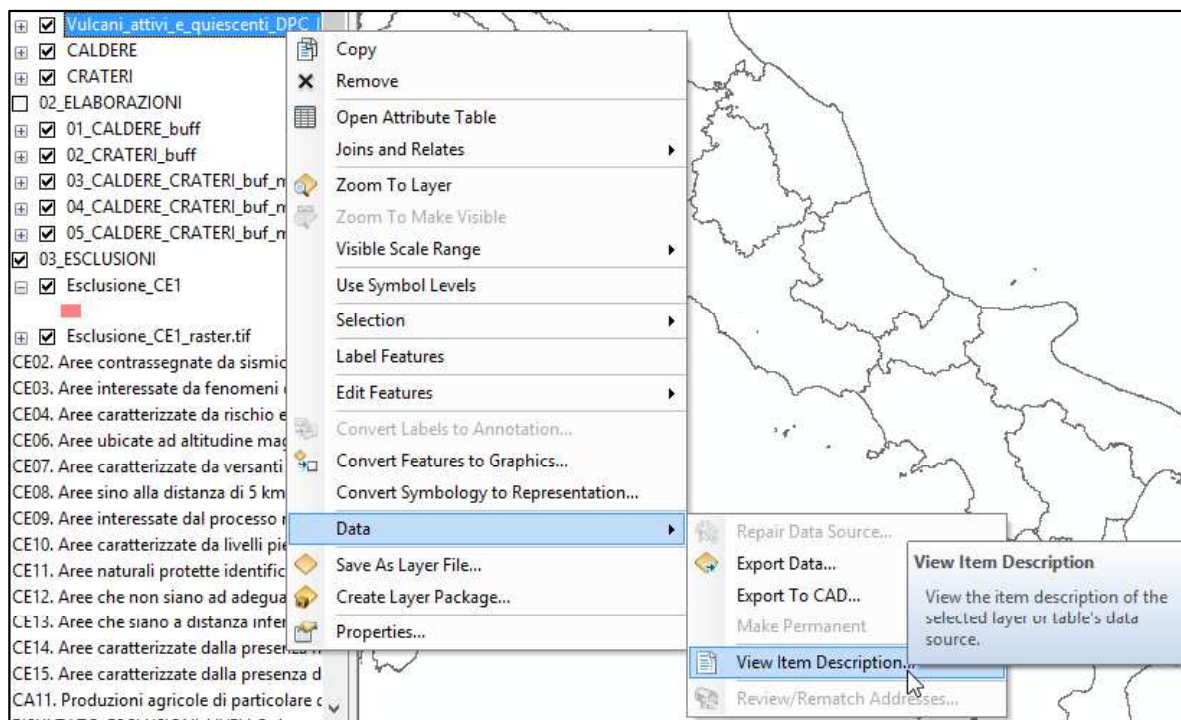 Vulcani_attivi_e_quiescenti_DPC_I
CALDERE
CRATERI
02_ELABORAZIONI
01_CALDERE_buff
02_CRATERI_buff
03_CALDERE_CRATERI_buf_m
04_CALDERE_CRATERI_buf_m
05_CALDERE_CRATERI_buf_m
03_ESCLUSIONI
Esclusione_CE1
Esclusione_CE1_raster.tif
CE02. Aree contrassegnate da sismic
CE03. Aree interessate da fenomeni
CE04. Aree caratterizzate da rischio e
CE06. Aree ubicate ad altitudine mag
CE07. Aree caratterizzate da versanti
CE08. Aree sino alla distanza di 5 km
CE09. Aree interessate dal processo
CE10. Aree caratterizzate da livelli pie
CE11. Aree naturali protette identific
CE12. Aree che non siano ad adegua
CE13. Aree che siano a distanza infer
CE14. Aree caratterizzate dalla presenza
CE15. Aree caratterizzate dalla presenza d
CA11. Produzioni agricole di particolare
Copy
Remove
Open Attribute Table
Joins and Relates
Zoom To Layer
Zoom To Make Visible
Visible Scale Range
Use Symbol Levels
Selection
Label Features
Edit Features
Convert Labels to Annotation...
Convert Features to Graphics...
Convert Symbology to Representation...
Data
Save As Layer File...
Create Layer Package...
Properties...
Repair Data Source...
Export Data...
Export To CAD...
Make Permanent
View Item Description...
Review/Rematch Addresses...
View Item Description
View the item description of the
selected layer or table's data
source.